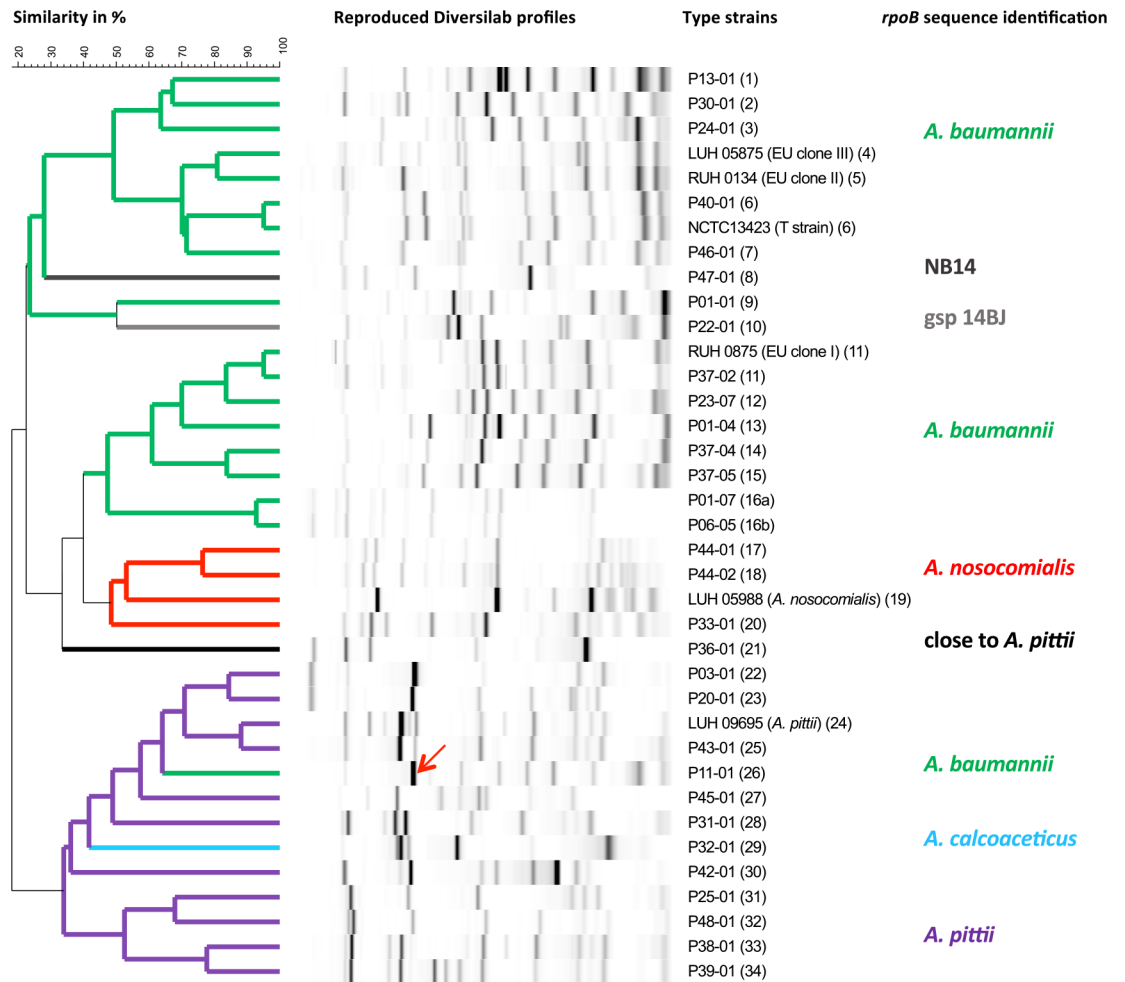 Similarity in % Reproduced Diversilab profiles Type strains rpoB sequence identification
20 30 40 50 60 70 80 90 100
P13-01 (1)
P30-01 (2)
P24-01 (3) A. baumannii
LUH 05875 (EU clone III) (4)
RUH 0134 (EU clone II) (5)
P40-01 (6)
NCTC13423 (T strain) (6)
P46-01 (7)
P47-01 (8) NB14
P01-01 (9)
P22-01 (10) gsp 14BJ
RUH 0875 (EU clone I) (11)
P37-02 (11)
P23-07 (12)
P01-04 (13) A. baumannii
P37-04 (14)
P37-05 (15)
P01-07 (16a)
P06-05 (16b)
P44-01 (17)
P44-02 (18) A. nosocomialis
LUH 05988 (A. nosocomialis) (19)
P33-01 (20)
P36-01 (21) close to A. pittii
P03-01 (22)
P20-01 (23)
LUH 09695 (A. pittii) (24)
P43-01 (25)
P11-01 (26) A. baumannii
P45-01 (27)
P31-01 (28)
P32-01 (29) A. calcoaceticus
P42-01 (30)
P25-01 (31)
P48-01 (32)
P38-01 (33) A. pittii
P39-01 (34)